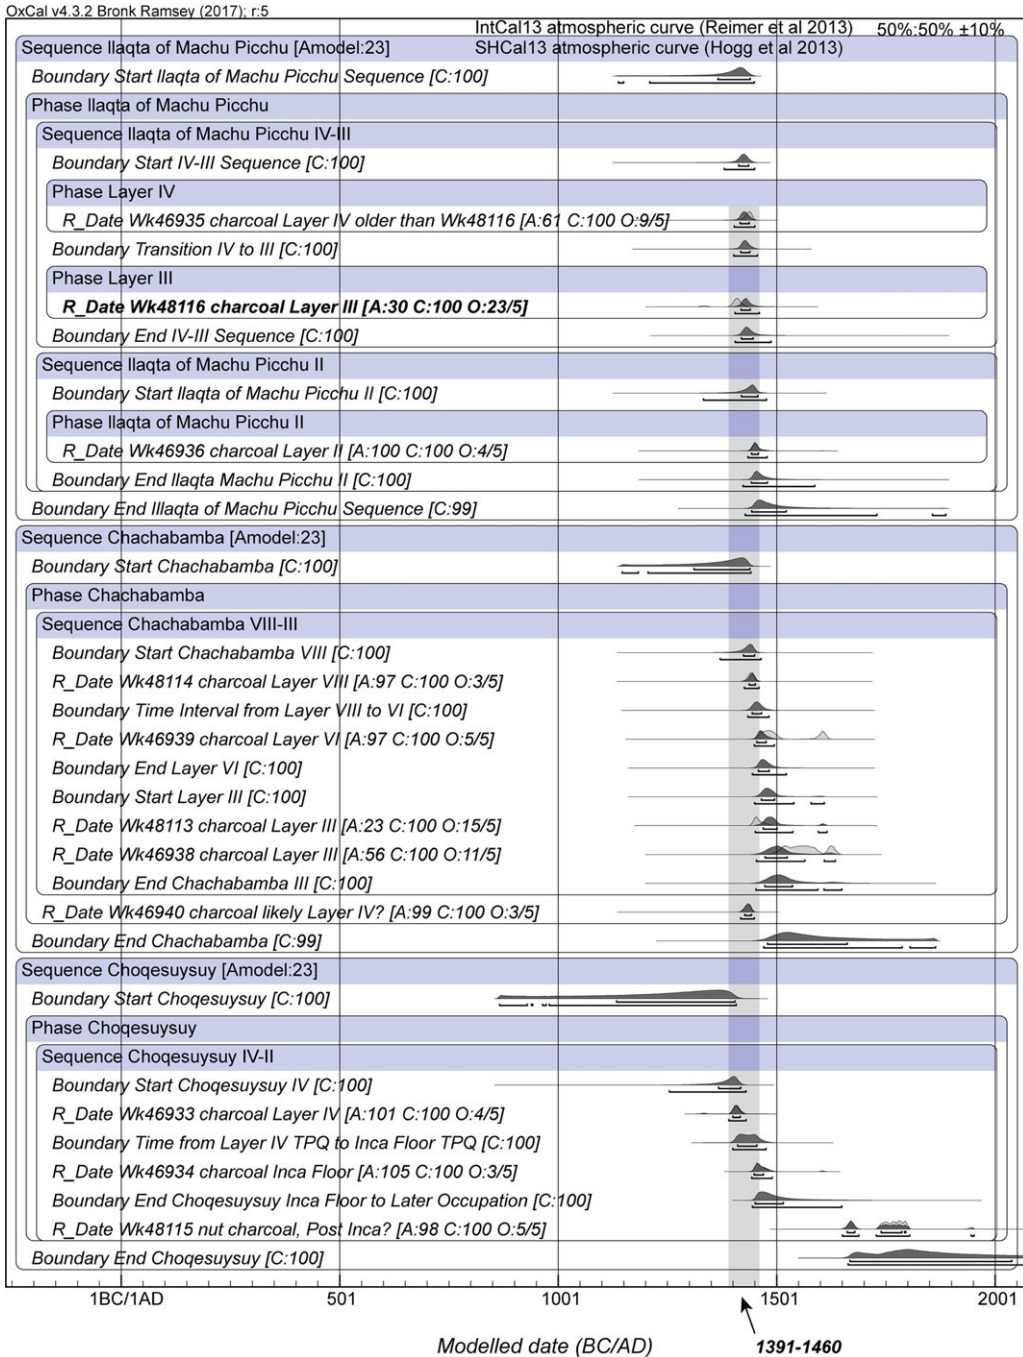 OxCal v4.3.2 Bronk Ramsey (2017); r:5
IntCal13 atmospheric curve (Reimer et al 2013) 50%:50% ±10%
Sequence llaqta of Machu Picchu [Amodel:23] SHCal13 atmospheric curve (Hogg et al 2013)
Boundary Start llaqta of Machu Picchu Sequence [C:100]
Phase llaqta of Machu Picchu
Sequence llaqta of Machu Picchu IV-III
Boundary Start IV-III Sequence [C:100]
Phase Layer IV
R_Date Wk46935 charcoal Layer IV older than Wk48116 [A:61 C:100 O:9/5]
Boundary Transition IV to III [C:100]
Phase Layer III
R_Date Wk48116 charcoal Layer III [A:30 C:100 O:23/5]
Boundary End IV-III Sequence [C:100]
Sequence llaqta of Machu Picchu II
Boundary Start llaqta of Machu Picchu II [C:100]
Phase llaqta of Machu Picchu II
R_Date Wk46936 charcoal Layer II [A:100 C:100 O:4/5]
Boundary End llaqta Machu Picchu II [C:100]
Boundary End Illaqta of Machu Picchu Sequence [C:99]
Sequence Chachabamba [Amodel:23]
Boundary Start Chachabamba [C:100]
Phase Chachabamba
Sequence Chachabamba VIII-III
Boundary Start Chachabamba VIII [C:100]
R_Date Wk48114 charcoal Layer VIII [A:97 C:100 O:3/5]
Boundary Time Interval from Layer VIII to VI [C:100]
R_Date Wk46939 charcoal Layer VI [A:97 C:100 O:5/5]
Boundary End Layer VI [C:100]
Boundary Start Layer III [C:100]
R_Date Wk48113 charcoal Layer III [A:23 C:100 O:15/5]
R_Date Wk46938 charcoal Layer III [A:56 C:100 O:11/5]
Boundary End Chachabamba III [C:100]
R_Date Wk46940 charcoal likely Layer IV? [A:99 C:100 O:3/5]
Boundary End Chachabamba [C:99]
Sequence Choqesuysuy [Amodel:23]
Boundary Start Choqesuysuy [C:100]
Phase Choqesuysuy
Sequence Choqesuysuy IV-II
Boundary Start Choqesuysuy IV [C:100]
R_Date Wk46933 charcoal Layer IV [A:101 C:100 O:4/5]
Boundary Time from Layer IV TPQ to Inca Floor TPQ [C:100]
R_Date Wk46934 charcoal Inca Floor [A:105 C:100 O:3/5]
Boundary End Choqesuysuy Inca Floor to Later Occupation [C:100]
R_Date Wk48115 nut charcoal, Post Inca? [A:98 C:100 O:5/5]
Boundary End Choqesuysuy [C:100]
1BC/1AD 501 1001 1501 2001
Modelled date (BC/AD) 1391-1460